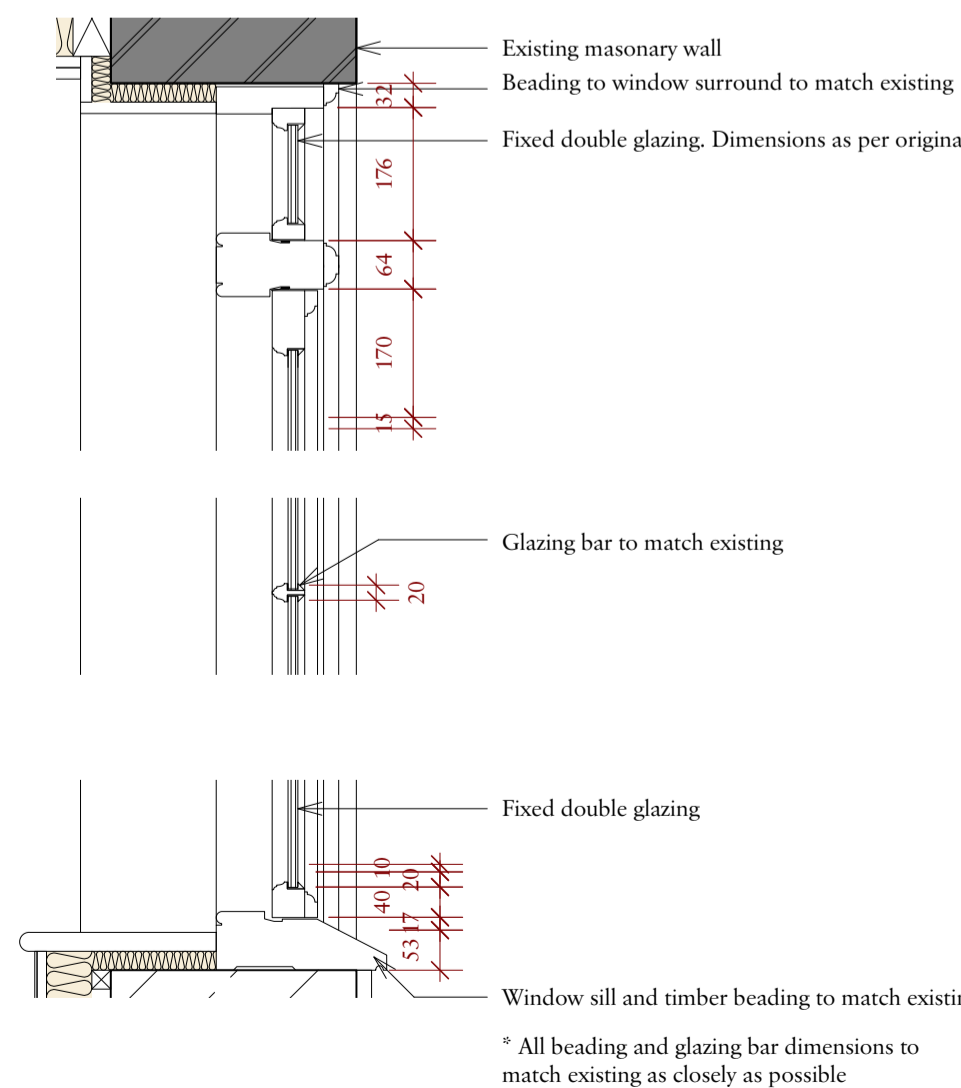 Existing masonary wall
Beading to window surround to match existing
32
Fixed double glazing. Dimensions as per origina
176
64
170
15
Glazing bar to match existing
20
Fixed double glazing
10
20
40
17
53
Window sill and timber beading to match existin
* All beading and glazing bar dimensions to
match existing as closely as possible